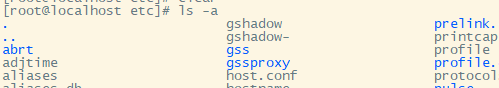 [root@localhost etc]# ls -a
. gshadow prelink.
.. gshadow- printcap
abrt gss profile
adjtime gssproxy profile.
aliases host.conf protocol